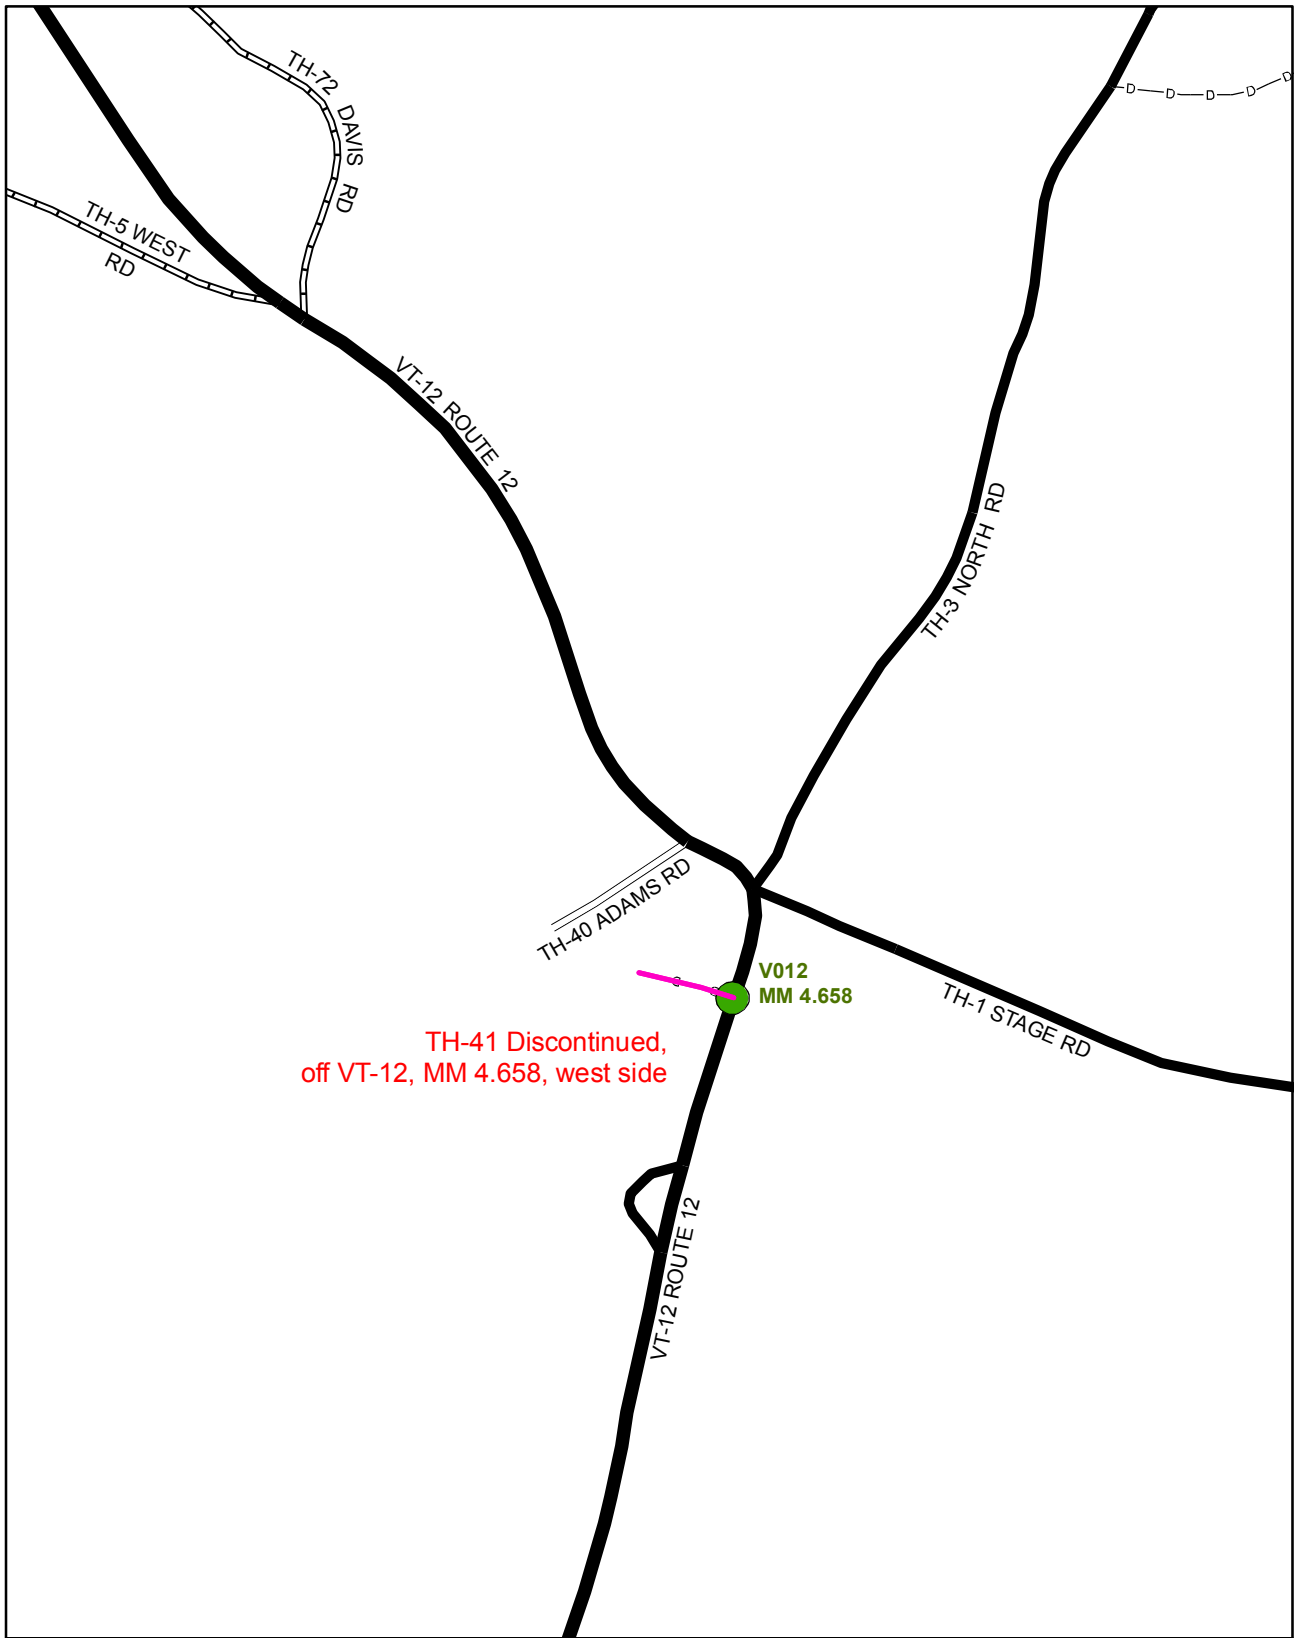 TH-72 DAVIS RD
D D D D D
TH-5 WEST
RD
VT-12 ROUTE 12
TH-3 NORTH RD
TH-40 ADAMS RD
V012
MM 4.658
D
TH-1 STAGE RD
TH-41 Discontinued,
off VT-12, MM 4.658, west side
VT-12 ROUTE 12